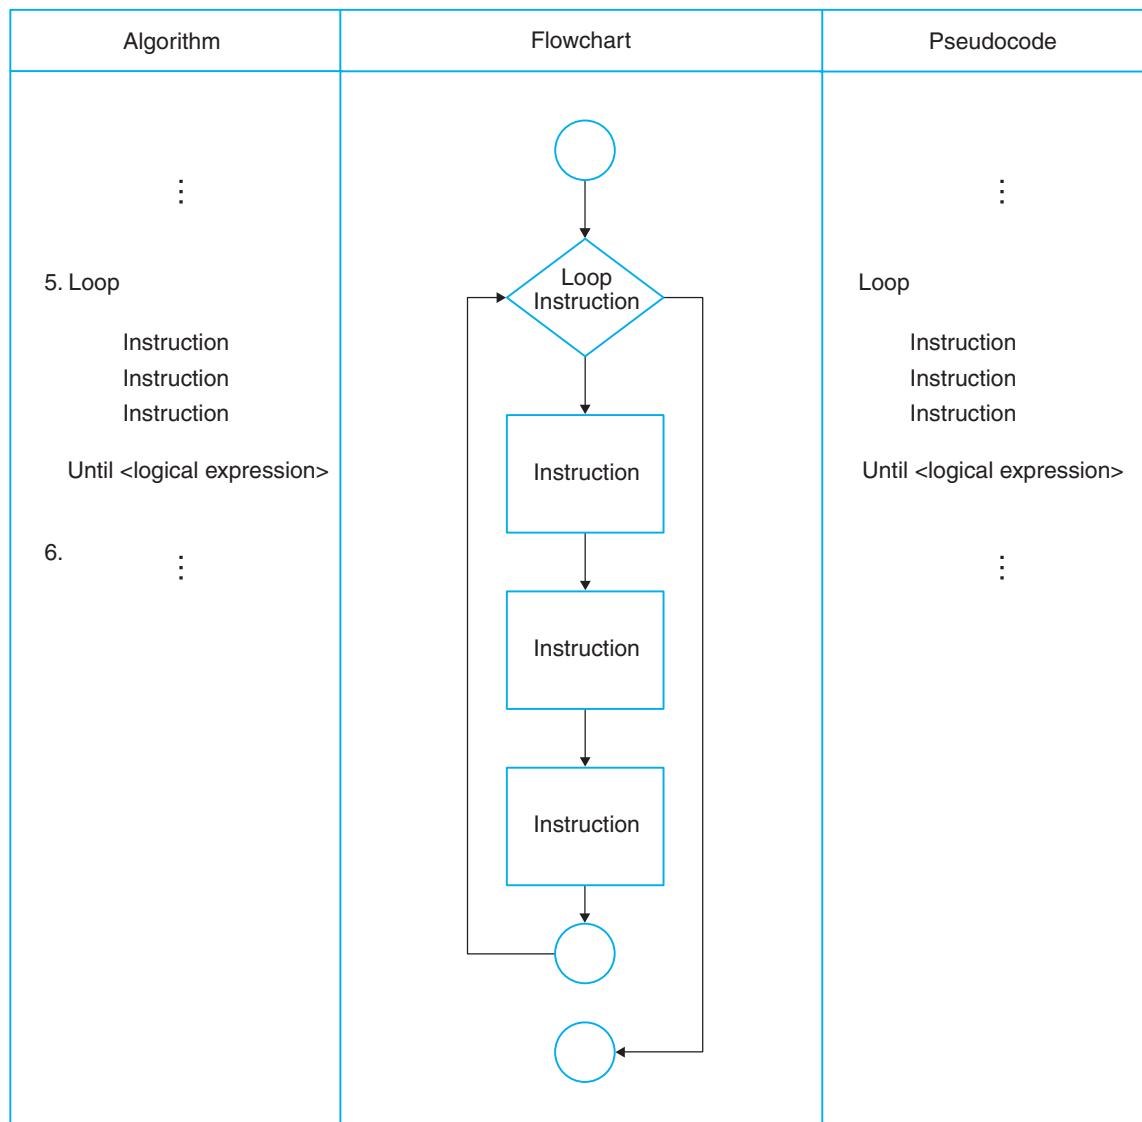 Algorithm
Flowchart
Pseudocode
5. Loop
Instruction
Instruction
Instruction
Until <logical expression>
6.
Loop
Instruction
Instruction
Instruction
Instruction
Loop
Instruction
Instruction
Instruction
Until <logical expression>